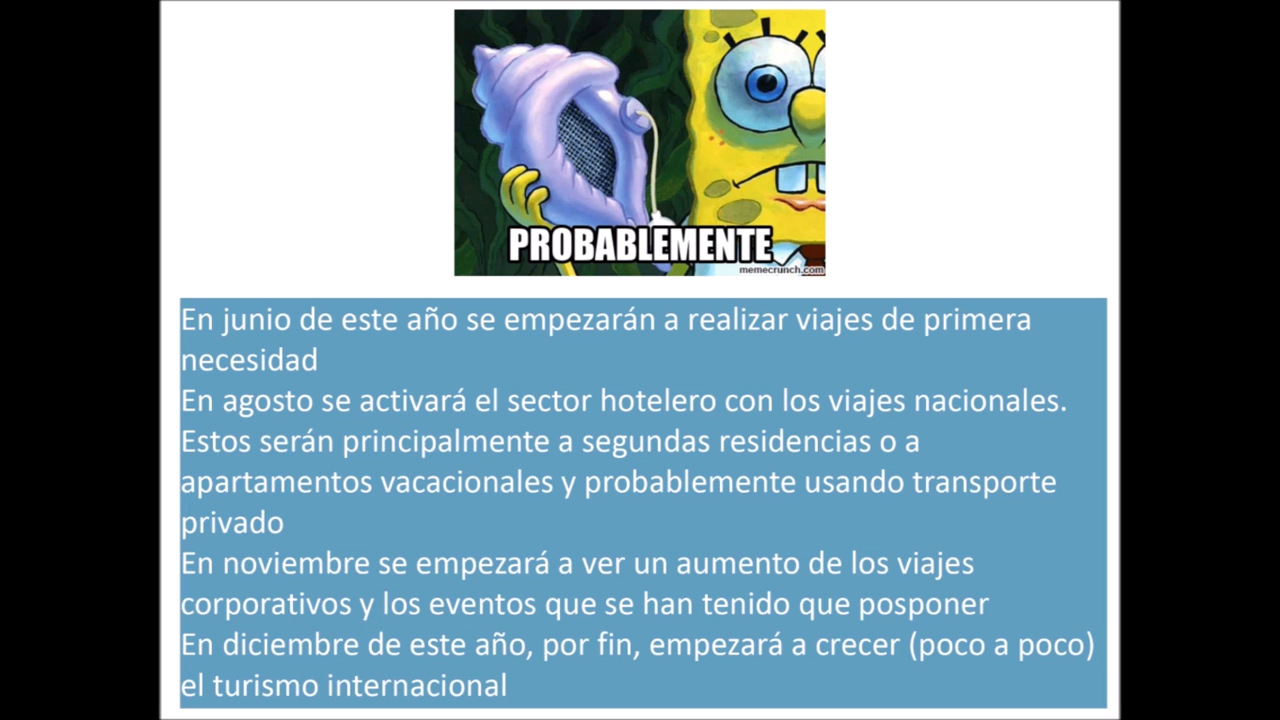 PROBABLEMENTE
memecrunch.com
En junio de este año se empezarán a realizar viajes de primera
necesidad
En agosto se activará el sector hotelero con los viajes nacionales.
Estos serán principalmente a segundas residencias o a
apartamentos vacacionales y probablemente usando transporte
privado
En noviembre se empezará a ver un aumento de los viajes
corporativos y los eventos que se han tenido que posponer
En diciembre de este año, por fin, empezará a crecer (poco a poco)
el turismo internacional